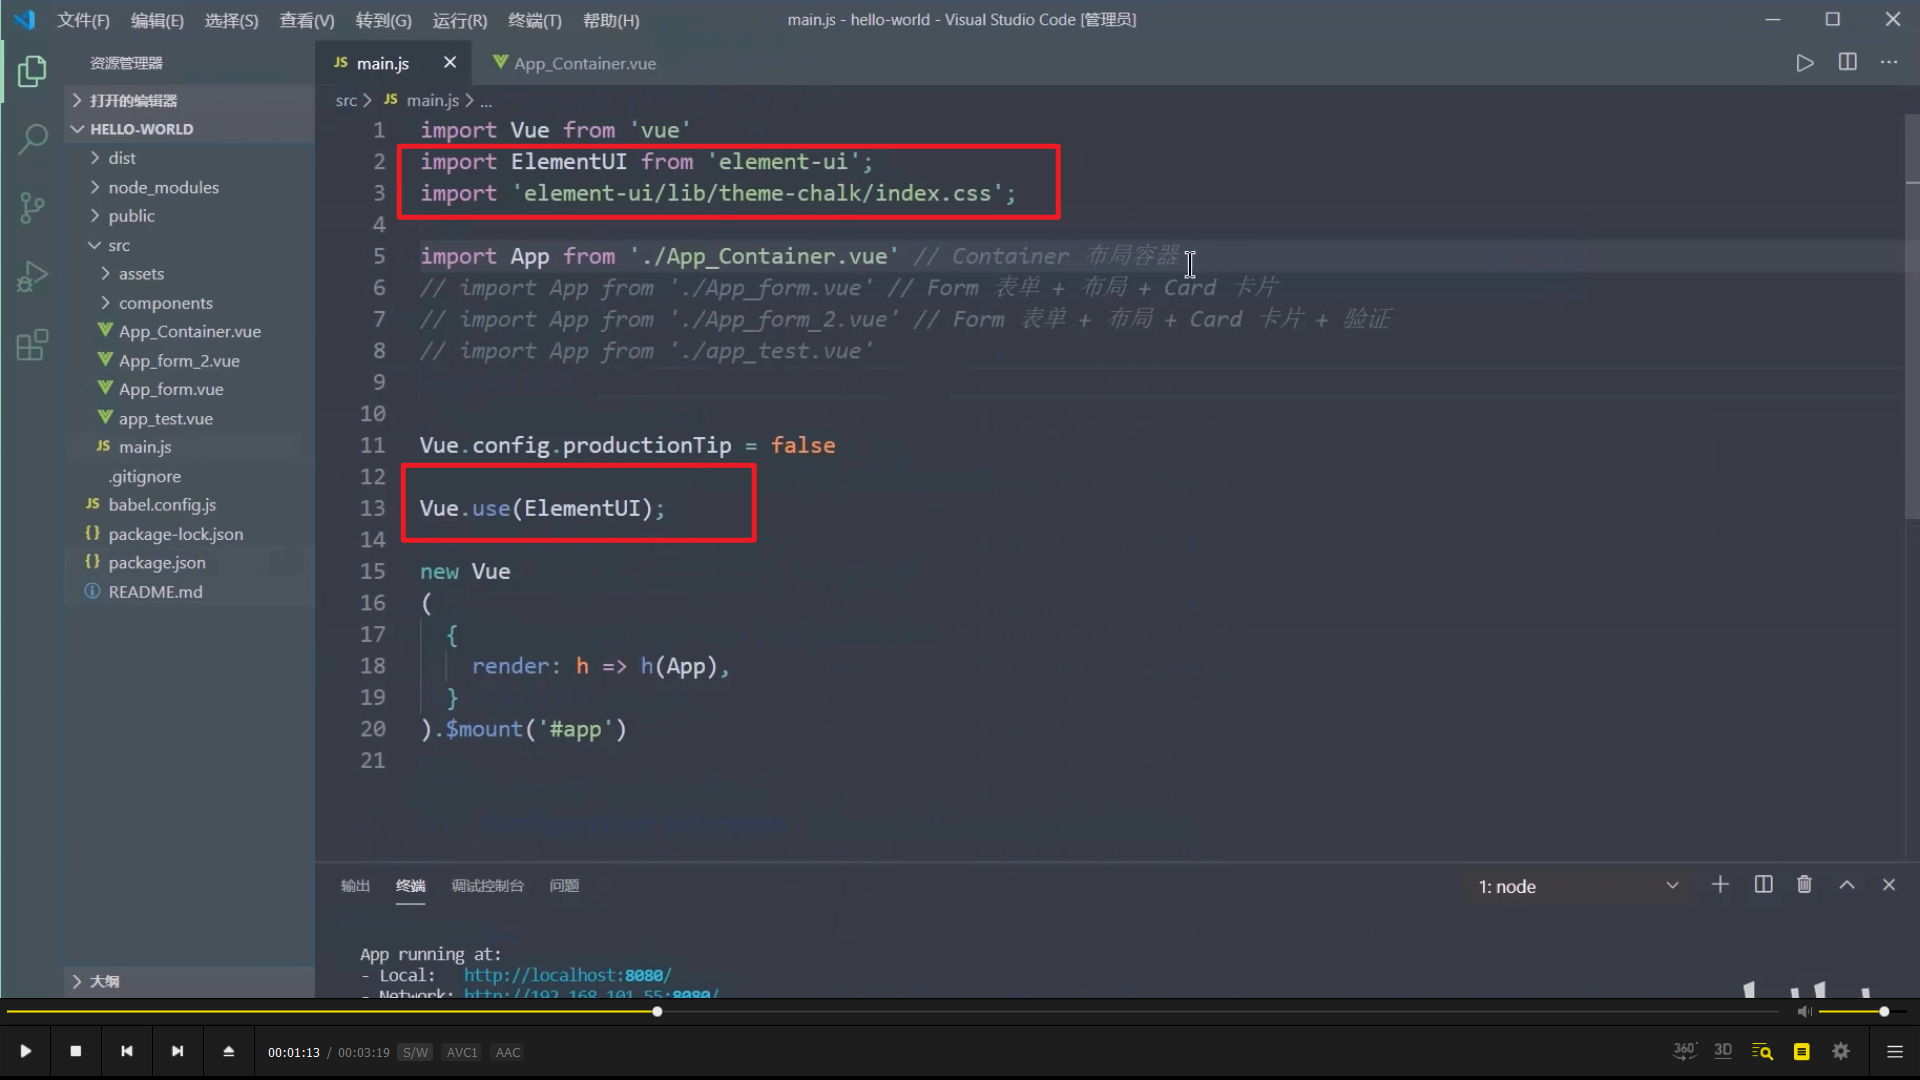 文件(F) 编辑(E) 选择(S) 查看(V) 转到(G) 运行(R) 终端(T) 帮助(H)
main.js - hello-world - Visual Studio Code [管理员]
资源管理器
打开的编辑器
HELLO-WORLD
dist
node_modules
public
src
assets
components
App_Container.vue
App_form_2.vue
App_form.vue
app_test.vue
JS main.js
.gitignore
JS babel.config.js
{} package-lock.json
{} package.json
README.md
大纲
JS main.js
App_Container.vue
src > JS main.js > ...
1 import Vue from 'vue'
2 import ElementUI from 'element-ui';
3 import 'element-ui/lib/theme-chalk/index.css';
4
5 import App from './App_Container.vue' // Container 布局容器
6 // import App from './App_form.vue' // Form 表单 + 布局 + Card 卡片
7 // import App from './App_form_2.vue' // Form 表单 + 布局 + Card 卡片 + 验证
8 // import App from './app_test.vue'
9
10
11 Vue.config.productionTip = false
12
13 Vue.use(ElementUI);
14
15 new Vue
16 (
17 {
18 render: h => h(App),
19 }
20 ).$mount('#app')
21
输出 终端 调试控制台 问题
1: node
App running at:
- Local: http://localhost:8080/
- Network: http://192.168.101.55:8080/
00:01:13 / 00:03:19 S/W AVC1 AAC
360° 3D